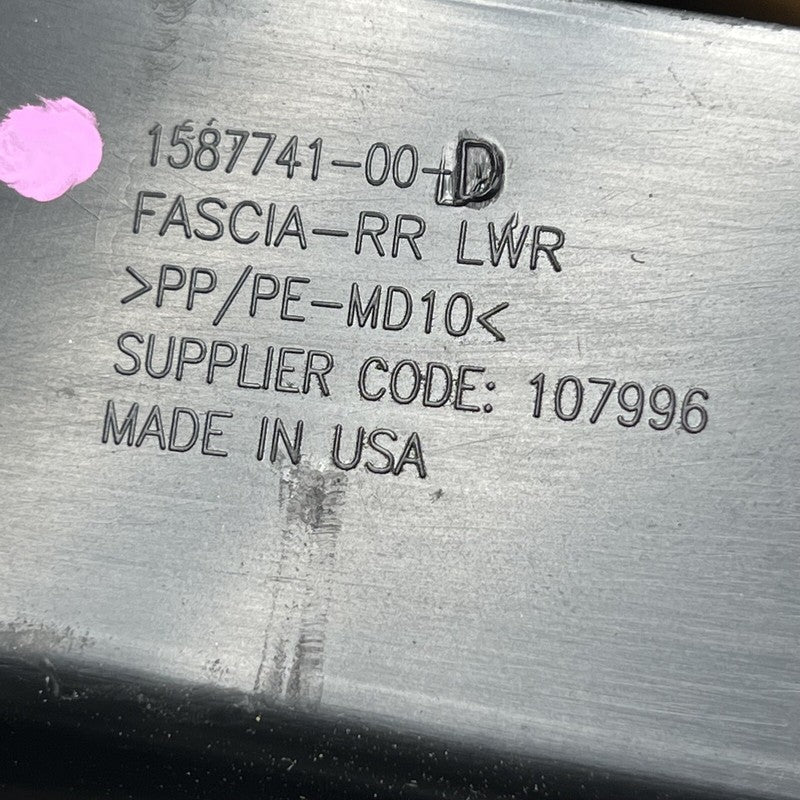 1587741-00-D
FASCIA-RR LWR
>PP/PE-MD10<
SUPPLIER CODE: 107996
MADE IN USA